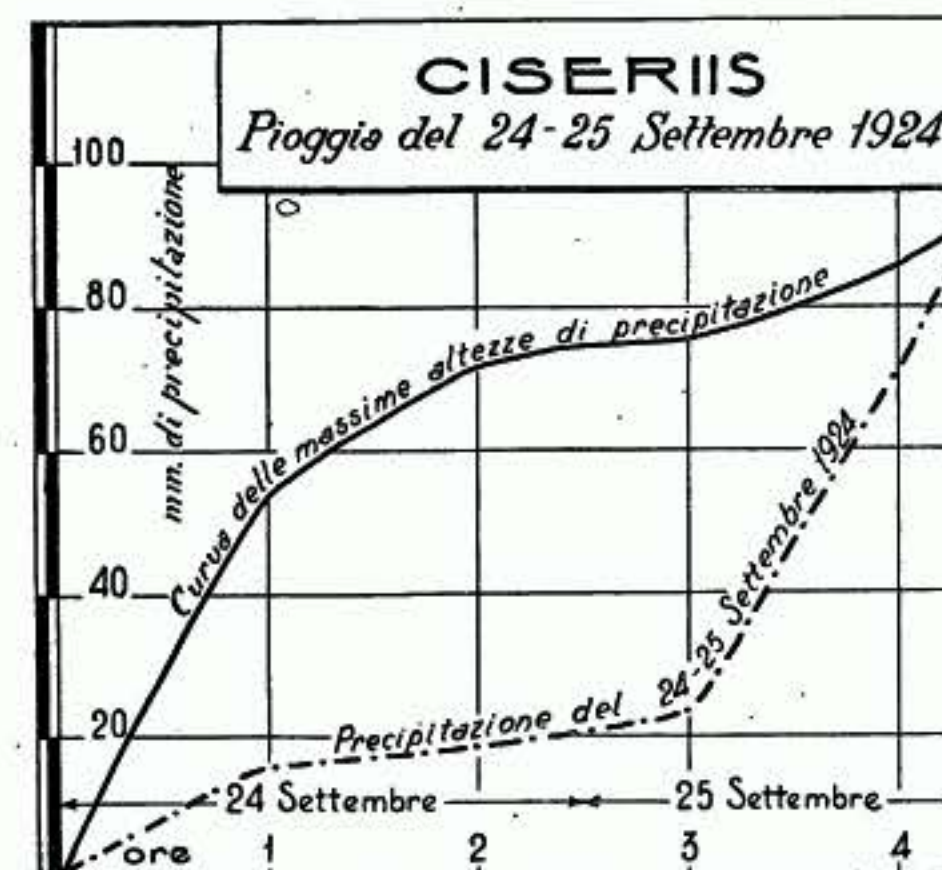 CISERIIS
Pioggia del 24-25 Settembre 1924
100
80
60
40
20
mm. di precipitazione
Curva delle massime altezze di precipitazione
Precipitazione del 24-25 Settembre 1924
24 Settembre
25 Settembre
ore 1 2 3 4